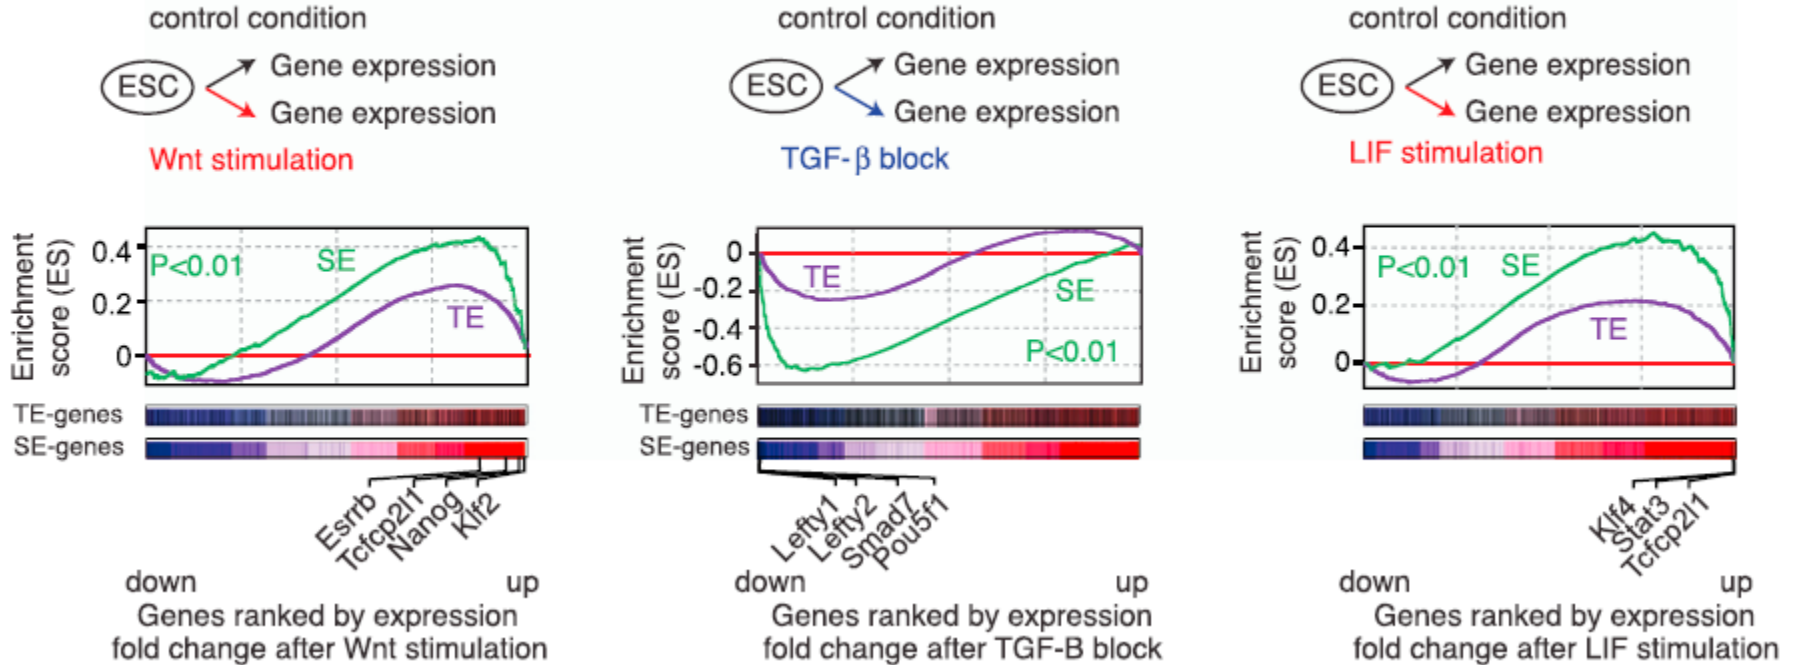 control condition
ESC
Gene expression
Gene expression
Wnt stimulation
Enrichment
score (ES)
0.4
0.2
0
P<0.01
SE
TE
TE-genes
SE-genes
Esrrb
Tcfcp2l1
Nanog
Klf2
down
up
Genes ranked by expression
fold change after Wnt stimulation
control condition
ESC
Gene expression
Gene expression
TGF-β block
Enrichment
score (ES)
0
-0.2
-0.4
-0.6
TE
SE
P<0.01
TE-genes
SE-genes
Lefty1
Lefty2
Smad7
Pou5f1
down
up
Genes ranked by expression
fold change after TGF-B block
control condition
ESC
Gene expression
Gene expression
LIF stimulation
Enrichment
score (ES)
0.4
0.2
0
P<0.01
SE
TE
Klf4
Stat3
Tcfcp2l1
down
up
Genes ranked by expression
fold change after LIF stimulation